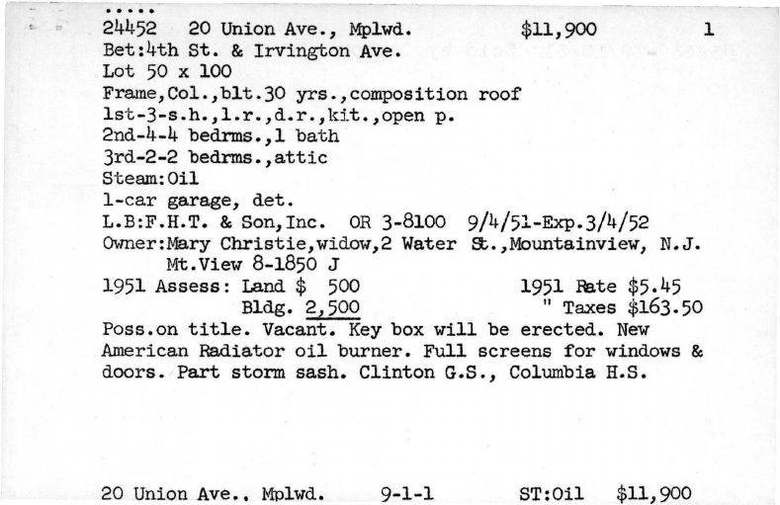 •••••
24452 20 Union Ave., Mplwd. $11,900 1
Bet:4th St. & Irvington Ave.
Lot 50 x 100
Frame,Col.,blt.30 yrs.,composition roof
1st-3-s.h.,l.r.,d.r.,kit.,open p.
2nd-4-4 bedrms.,1 bath
3rd-2-2 bedrms.,attic
Steam:Oil
1-car garage, det.
L.B:F.H.T. & Son,Inc. OR 3-8100 9/4/51-Exp.3/4/52
Owner:Mary Christie,widow,2 Water St.,Mountainview, N.J.
Mt.View 8-1850 J
1951 Assess: Land $ 500 1951 Rate $5.45
Bldg. 2,500 " Taxes $163.50
Poss.on title. Vacant. Key box will be erected. New
American Radiator oil burner. Full screens for windows &
doors. Part storm sash. Clinton G.S., Columbia H.S.
20 Union Ave., Mplwd. 9-1-1 ST:Oil $11,900